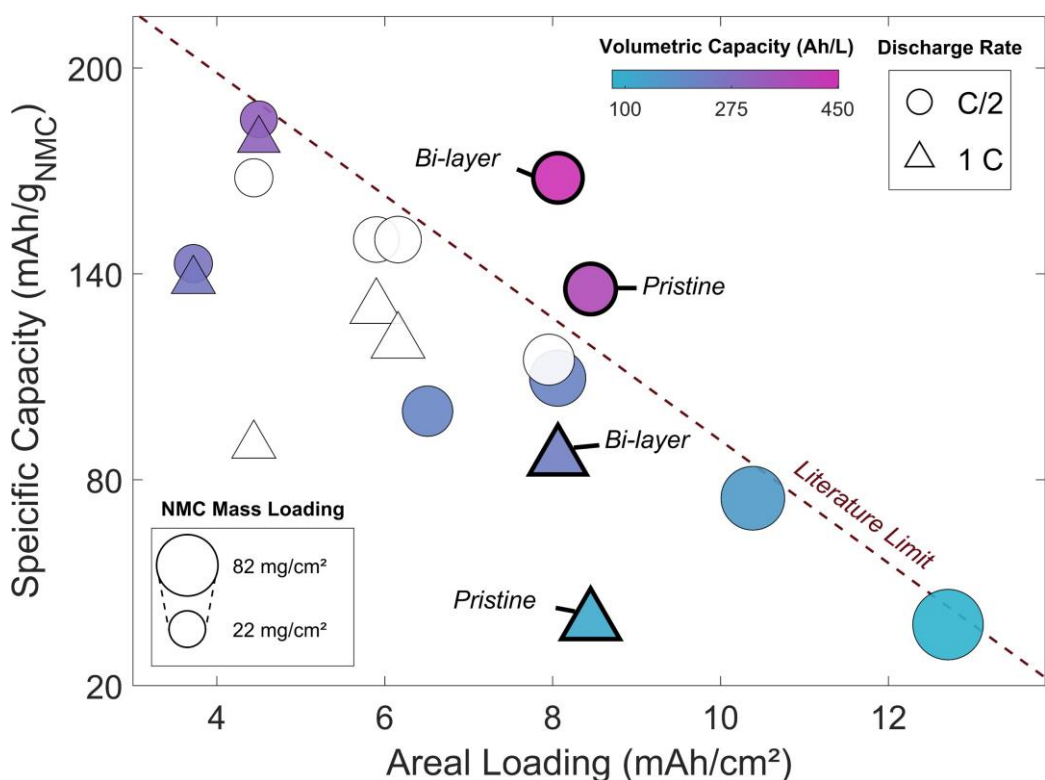 Speicific Capacity (mAh/gNMC)
200
140
80
20
Volumetric Capacity (Ah/L)
100
275
450
Discharge Rate
C/2
1 C
Bi-layer
Pristine
Bi-layer
Pristine
Literature Limit
NMC Mass Loading
82 mg/cm²
22 mg/cm²
4
6
8
10
12
Areal Loading (mAh/cm²)